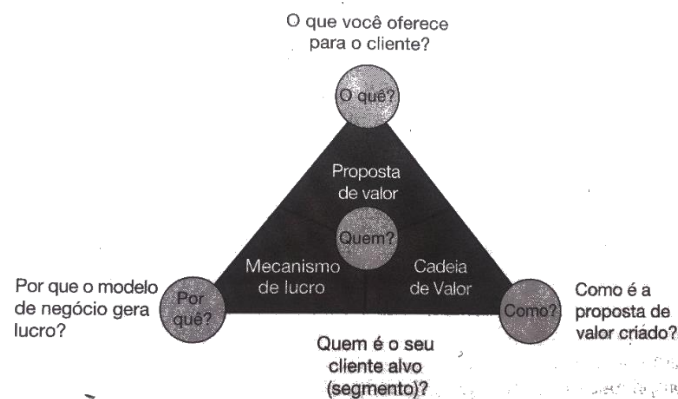 O que você oferece
para o cliente?
O quê?
Proposta
de valor
Quem?
Mecanismo
de lucro
Cadeia
de Valor
Por que o modelo
de negócio gera
lucro?
Por
quê?
Como?
Como é a
proposta de
valor criádo?
Quem é o seu
cliente alvo
(segmento)?